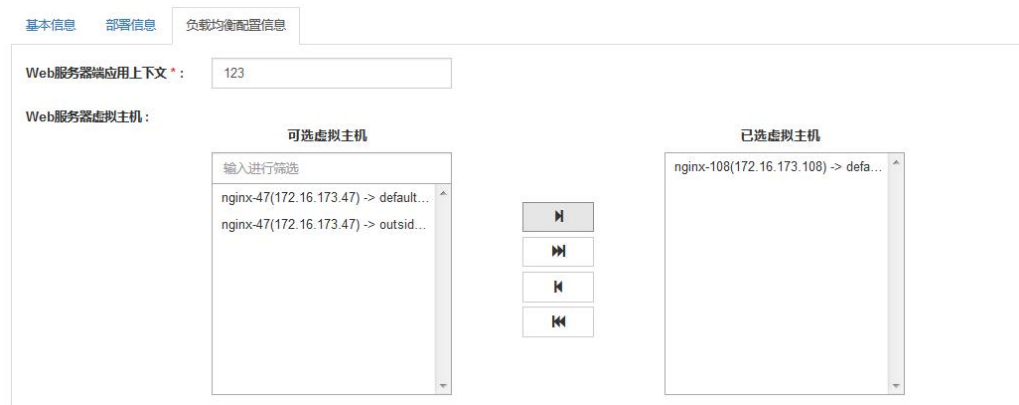 基本信息 部署信息 负载均衡配置信息
Web服务器端应用上下文 * : 123
Web服务器虚拟主机 :
可选虚拟主机 已选虚拟主机
输入进行筛选 nginx-108(172.16.173.108) -> defa...
nginx-47(172.16.173.47) -> default...
nginx-47(172.16.173.47) -> outsid...